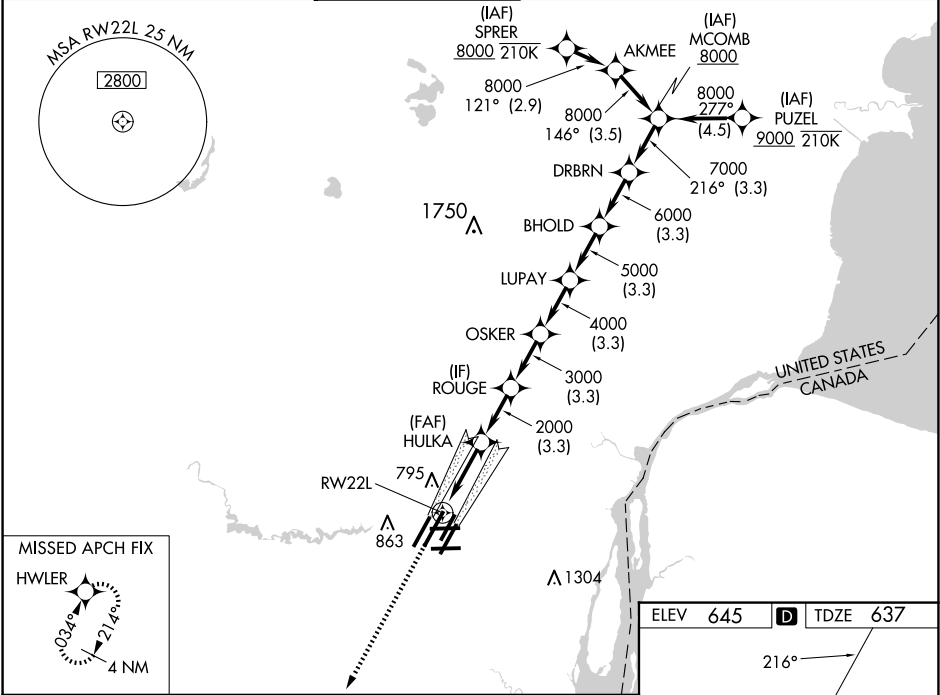 MSA RW22L 25 NM
2800
(IAF)
SPRER
8000 210K
AKMEE
(IAF)
MCOMB
8000
8000
121° (2.9)
8000
146° (3.5)
8000
277°
(4.5)
(IAF)
PUZEL
9000 210K
DRBRN
7000
216° (3.3)
1750
BHOLD
6000
(3.3)
LUPAY
5000
(3.3)
OSKER
4000
(3.3)
(IF)
ROUGE
3000
(3.3)
UNITED STATES
CANADA
(FAF)
HULKA
2000
(3.3)
795
RW22L
863
1304
MISSED APCH FIX
HWLER
034°
214°
4 NM
ELEV 645 D TDZE 637
216°